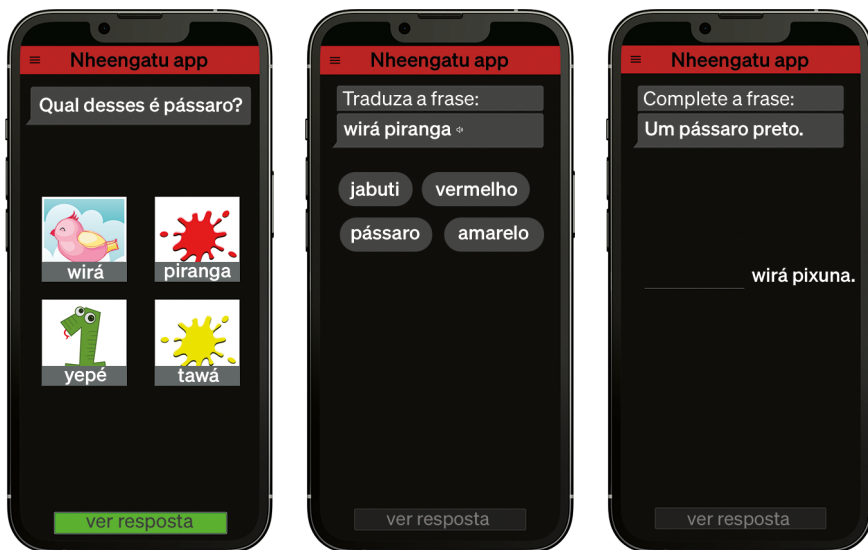 Nheengatu app
Qual desses é pássaro?
wirá
piranga
yepé
tawá
ver resposta
Nheengatu app
Traduza a frase:
wirá piranga
jabuti
vermelho
pássaro
amarelo
ver resposta
Nheengatu app
Complete a frase:
Um pássaro preto.
__________ wirá pixuna.
ver resposta